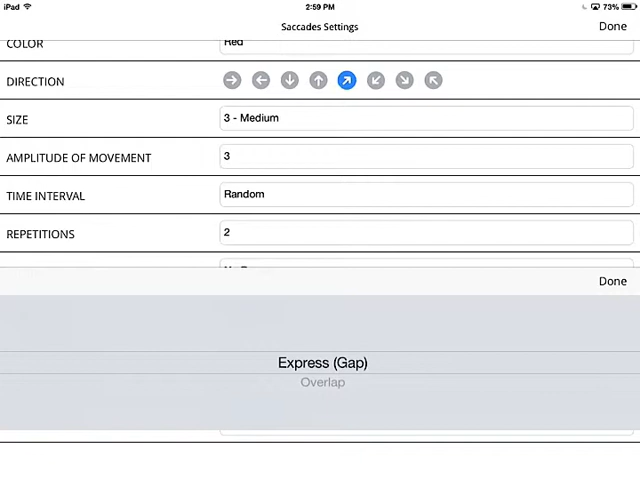 iPad 2:59 PM 73%
Saccades Settings Done
COLOR Red
DIRECTION
SIZE 3 - Medium
AMPLITUDE OF MOVEMENT 3
TIME INTERVAL Random
REPETITIONS 2
Done
Express (Gap)
Overlap